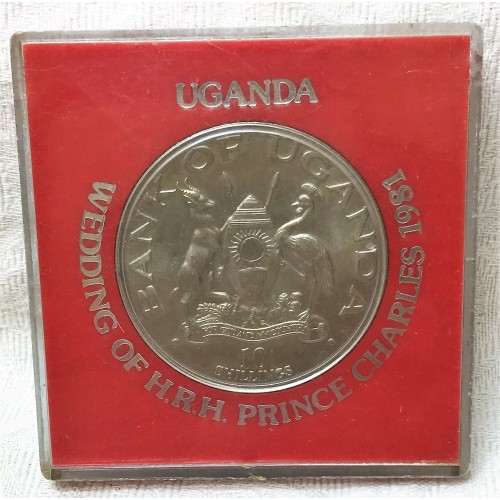 UGANDA
WEDDING OF H.R.H. PRINCE CHARLES 1981
BANK OF UGANDA
10
SHILLINGS